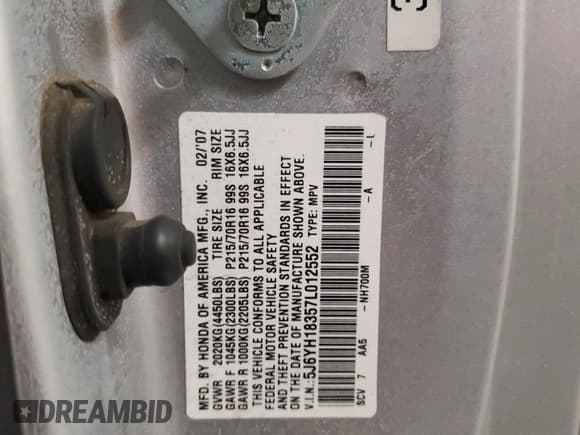 3
MFD. BY HONDA OF AMERICA MFG., INC. 02/'07
GVWR 2020KG(4450LBS) TIRE SIZE RIM SIZE
GAWR F 1045KG(2300LBS) P215/70R16 99S 16X6.5JJ
GAWR R 1000KG(2205LBS) P215/70R16 99S 16X6.5JJ
THIS VEHICLE CONFORMS TO ALL APPLICABLE
FEDERAL MOTOR VEHICLE SAFETY
AND THEFT PREVENTION STANDARDS IN EFFECT
ON THE DATE OF MANUFACTURE SHOWN ABOVE.
V.I.N.: 5J6YH18357L012552 TYPE: MPV
SCV 7 AA5 -NH700M -A -L
DREAMBID